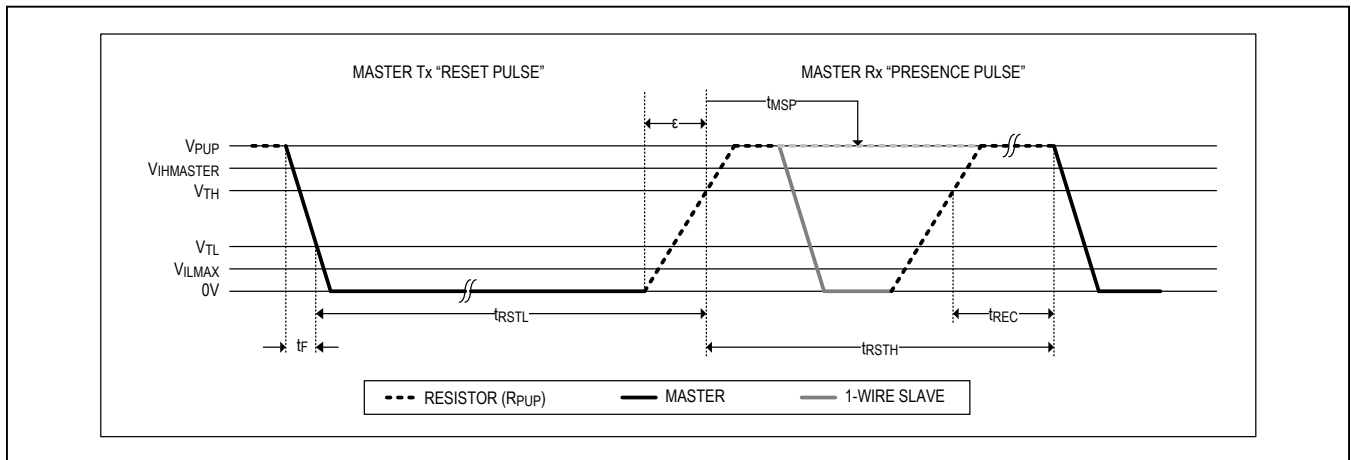 MASTER Tx “RESET PULSE” MASTER Rx “PRESENCE PULSE”
ε tMSP
VPUP
VIHMASTER
VTH
VTL
VILMAX
0V
tRSTL tREC
tF tRSTH
RESISTOR (RPUP) MASTER 1-WIRE SLAVE